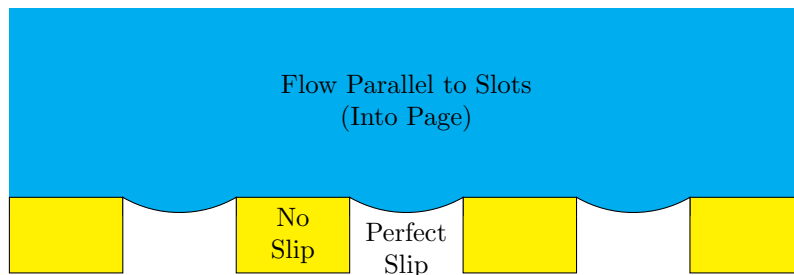 Flow Parallel to Slots
(Into Page)
No
Slip
Perfect
Slip